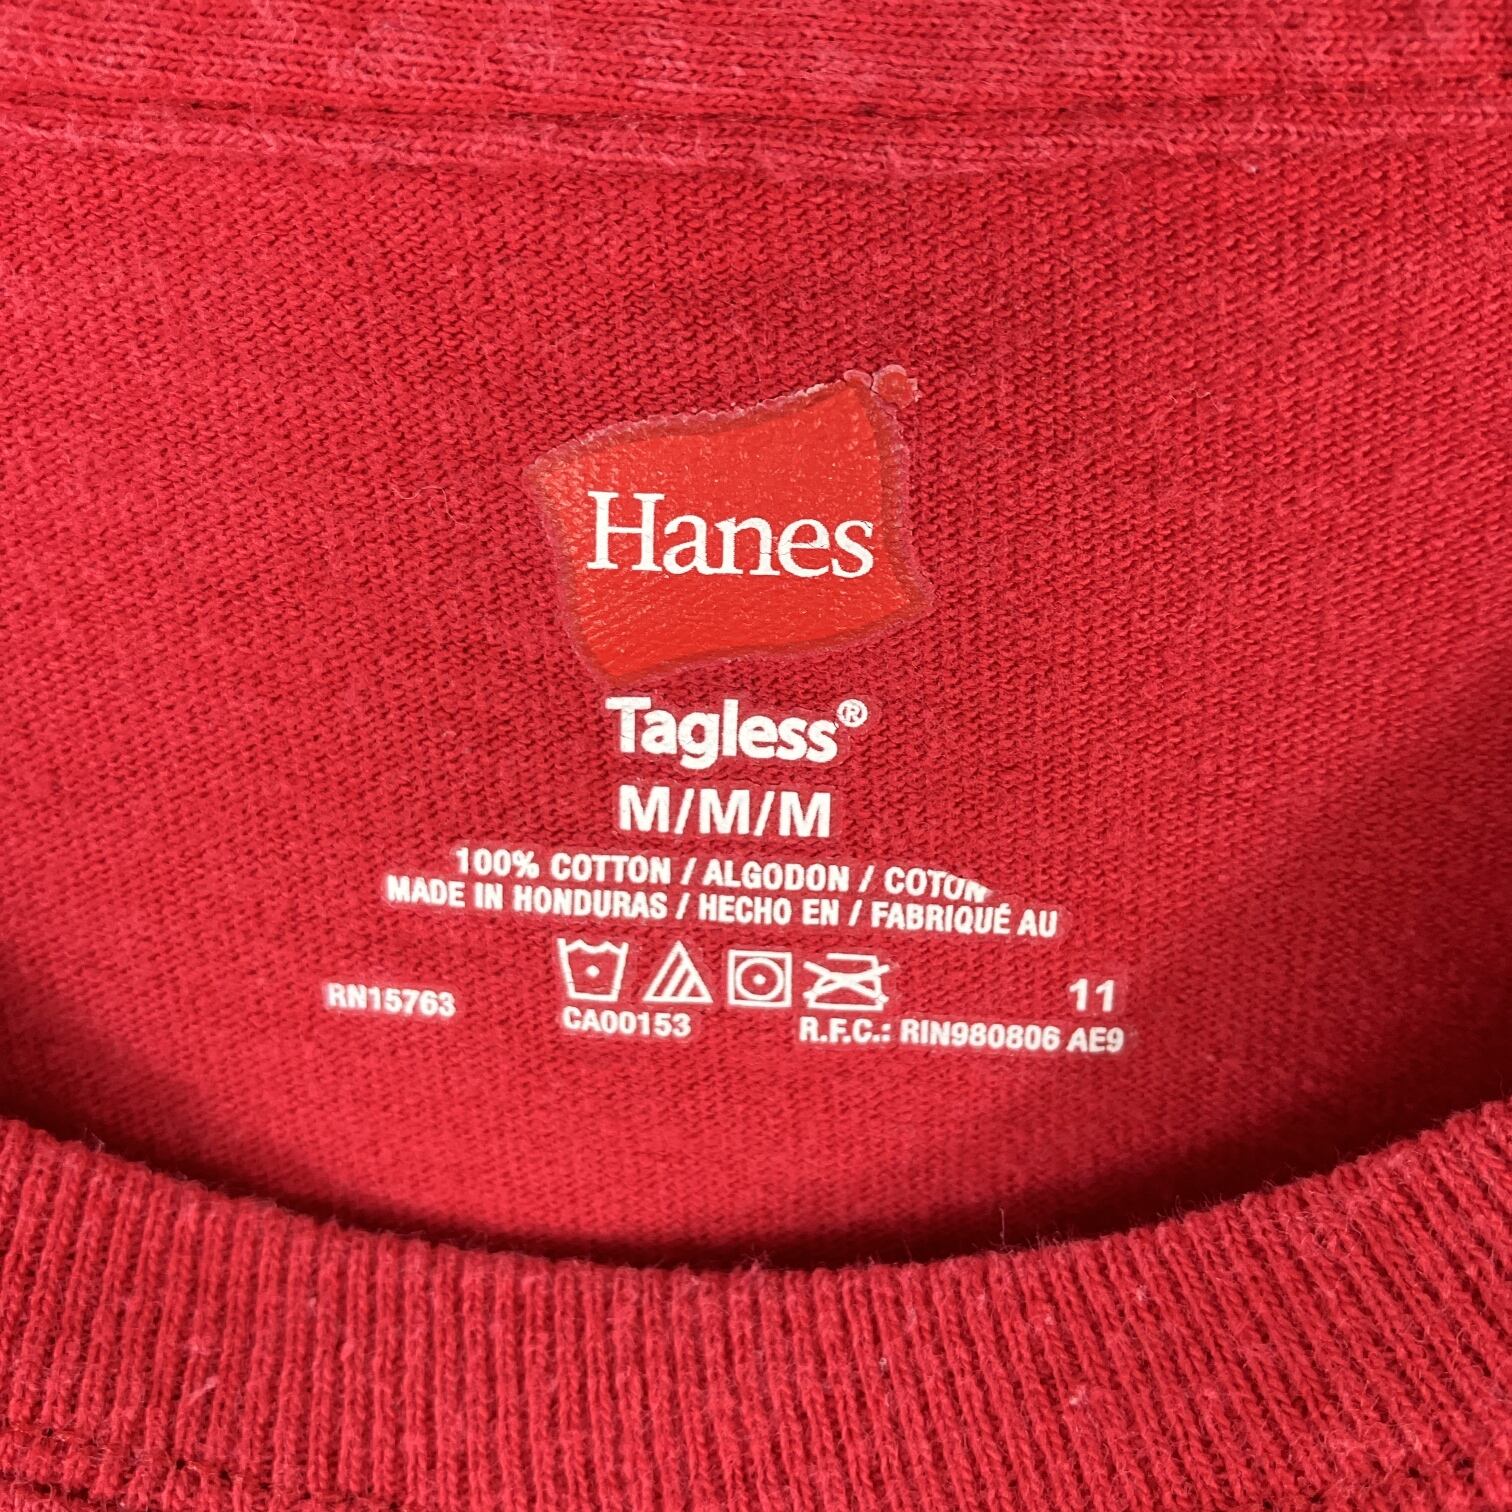 Hanes
Tagless®
M/M/M
100% COTTON / ALGODON / COTON
MADE IN HONDURAS / HECHO EN / FABRIQUÉ AU
RN15763
11
CA00153
R.F.C.: RIN980806 AE9